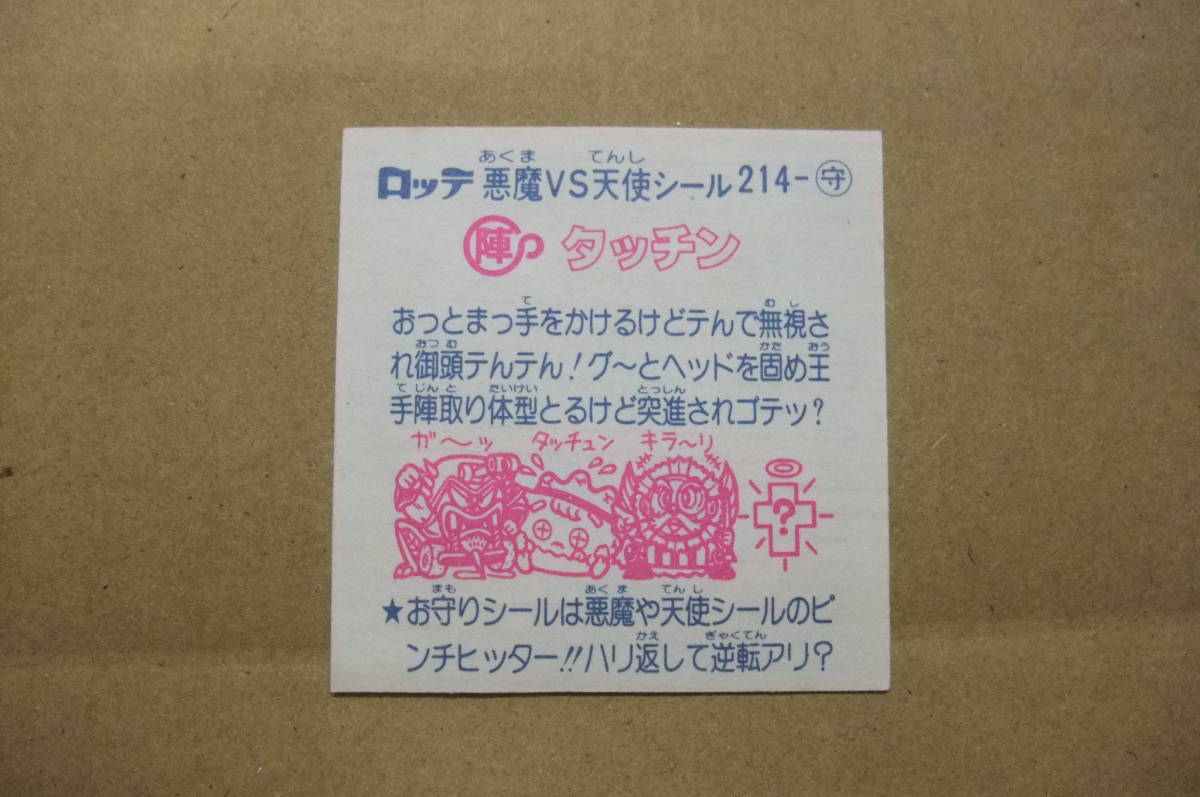 ロッテ 悪魔VS天使シール 214-守
陣 タッチン
おっとまっ手をかけるけどテんで無視さ
れ御頭テんテん!グ～とヘッドを固め王
手陣取り体型とるけど突進されゴテッ?
ガ～ッ タッチュン キラ～リ
?
★お守りシールは悪魔や天使シールのピ
ンチヒッター!!ハリ返して逆転アリ?